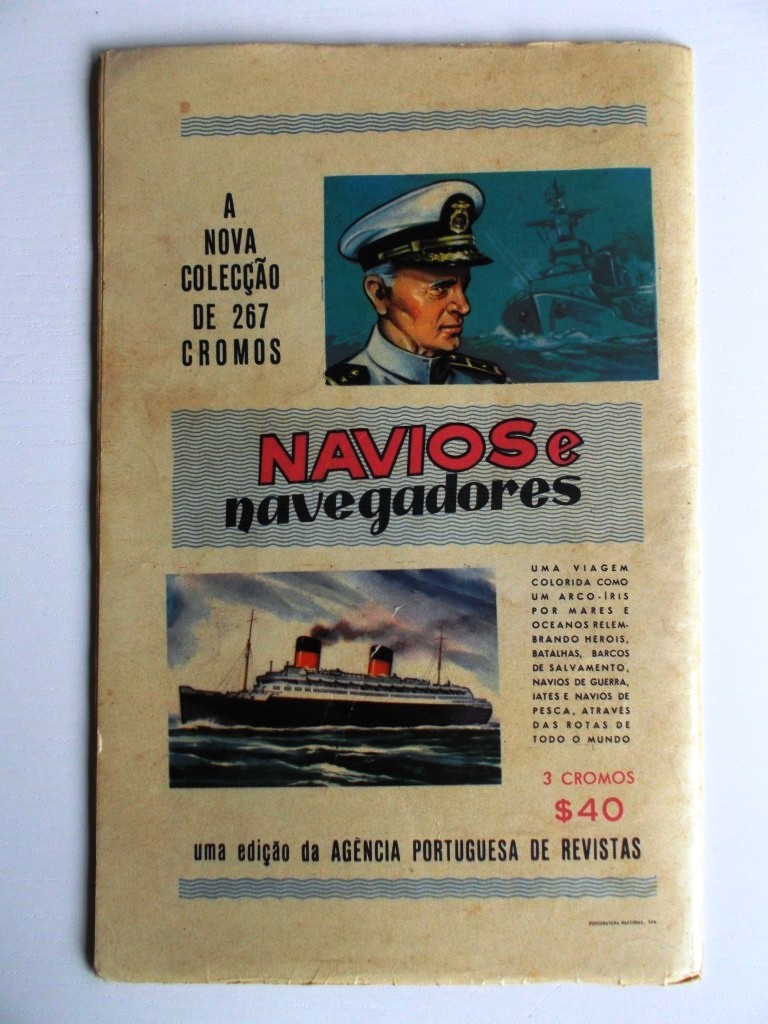 A
NOVA
COLECÇÃO
DE 267
CROMOS
NAVIOS e
navegadores
UMA VIAGEM
COLORIDA COMO
UM ARCO-ÍRIS
POR MARES E
OCEANOS RELEM-
BRANDO HEROIS,
BATALHAS, BARCOS
DE SALVAMENTO,
NAVIOS DE GUERRA,
IATES E NAVIOS DE
PESCA, ATRAVÉS
DAS ROTAS DE
TODO O MUNDO
3 CROMOS
$40
uma edição da AGÊNCIA PORTUGUESA DE REVISTAS
NACIONAL, LDA.